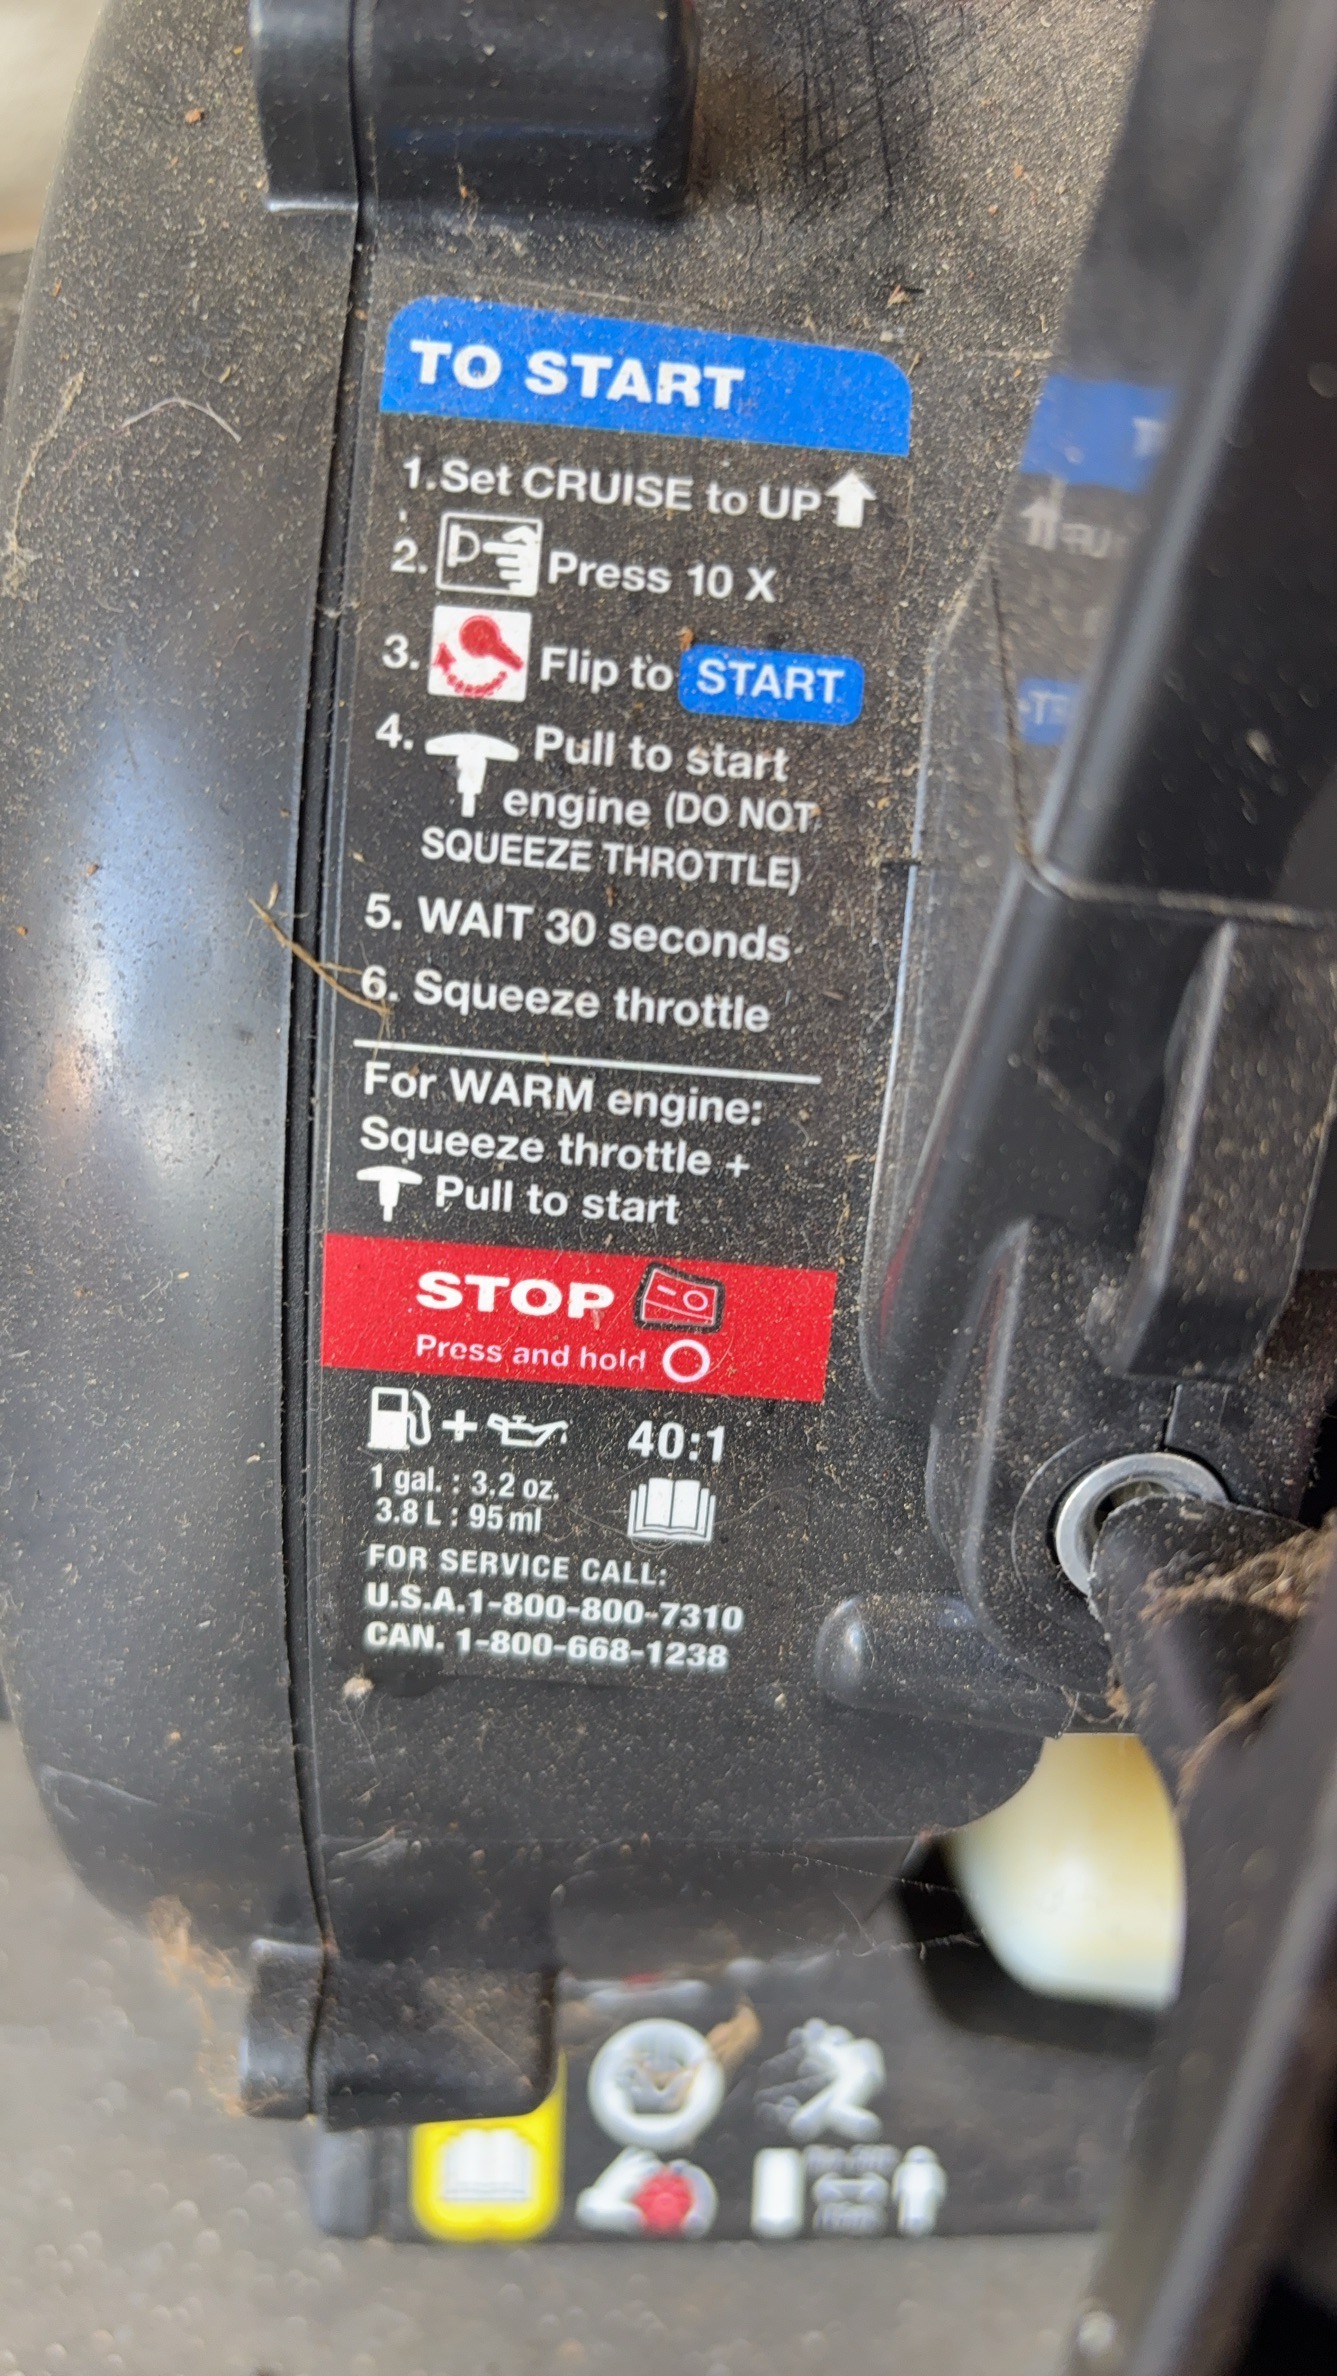 TO START
1. Set CRUISE to UP
2. Press 10 X
3. Flip to START
4. Pull to start
engine (DO NOT
SQUEEZE THROTTLE)
5. WAIT 30 seconds
6. Squeeze throttle
For WARM engine:
Squeeze throttle +
Pull to start
STOP
Press and hold
+ 40:1
1 gal. : 3.2 oz.
3.8 L : 95 ml
FOR SERVICE CALL:
U.S.A.1-800-800-7310
CAN. 1-800-668-1238